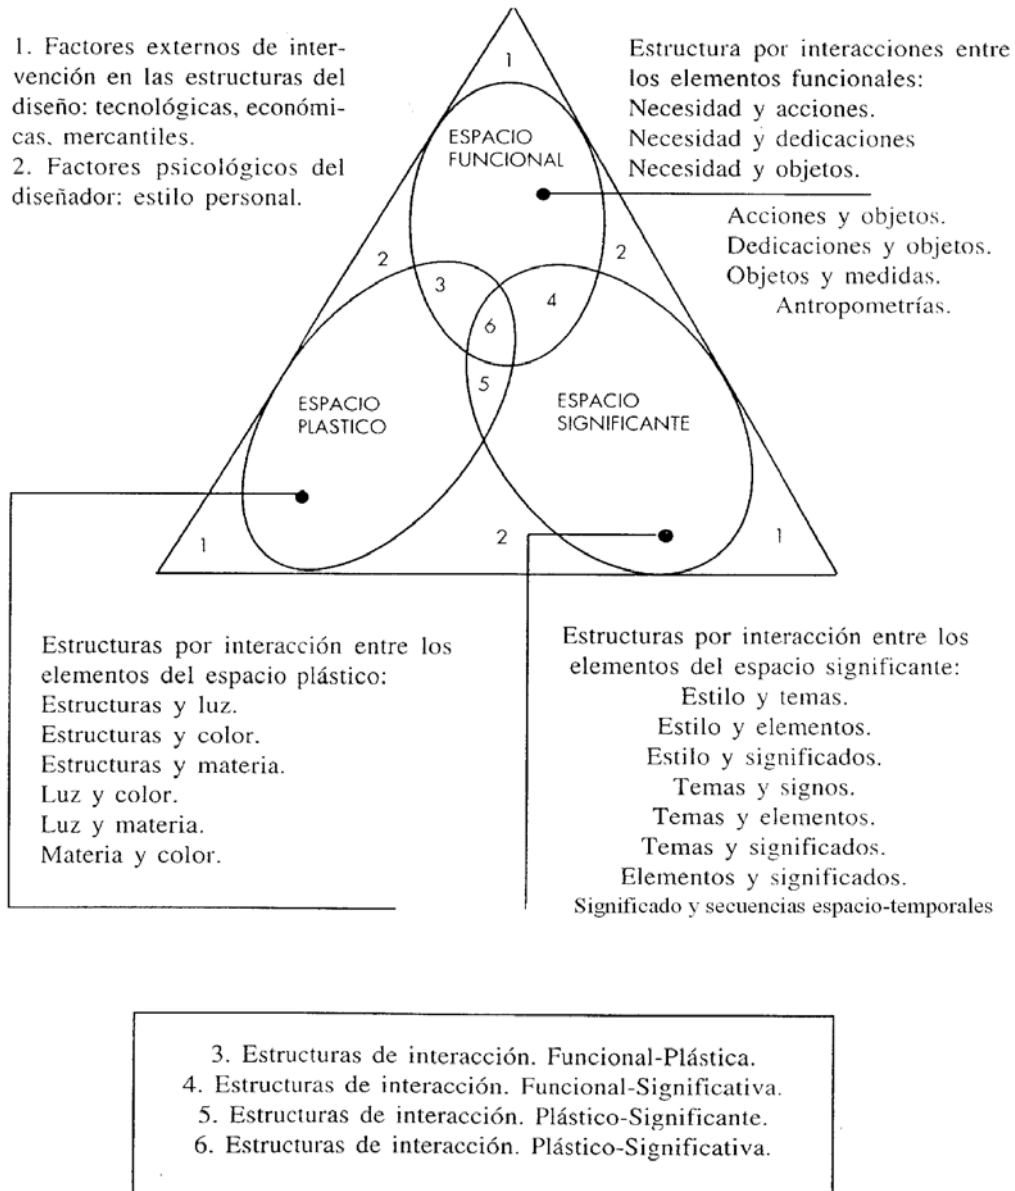 1. Factores externos de inter-
vención en las estructuras del
diseño: tecnológicas, económi-
cas, mercantiles.
2. Factores psicológicos del
diseñador: estilo personal.
Estructura por interacciones entre
los elementos funcionales:
Necesidad y acciones.
Necesidad y dedicaciones
Necesidad y objetos.
Acciones y objetos.
Dedicaciones y objetos.
Objetos y medidas.
Antropometrías.
1
ESPACIO
FUNCIONAL
2
2
3
4
6
5
ESPACIO
PLASTICO
ESPACIO
SIGNIFICANTE
1
2
1
Estructuras por interacción entre los
elementos del espacio plástico:
Estructuras y luz.
Estructuras y color.
Estructuras y materia.
Luz y color.
Luz y materia.
Materia y color.
Estructuras por interacción entre los
elementos del espacio significante:
Estilo y temas.
Estilo y elementos.
Estilo y significados.
Temas y signos.
Temas y elementos.
Temas y significados.
Elementos y significados.
Significado y secuencias espacio-temporales
3. Estructuras de interacción. Funcional-Plástica.
4. Estructuras de interacción. Funcional-Significativa.
5. Estructuras de interacción. Plástico-Significante.
6. Estructuras de interacción. Plástico-Significativa.